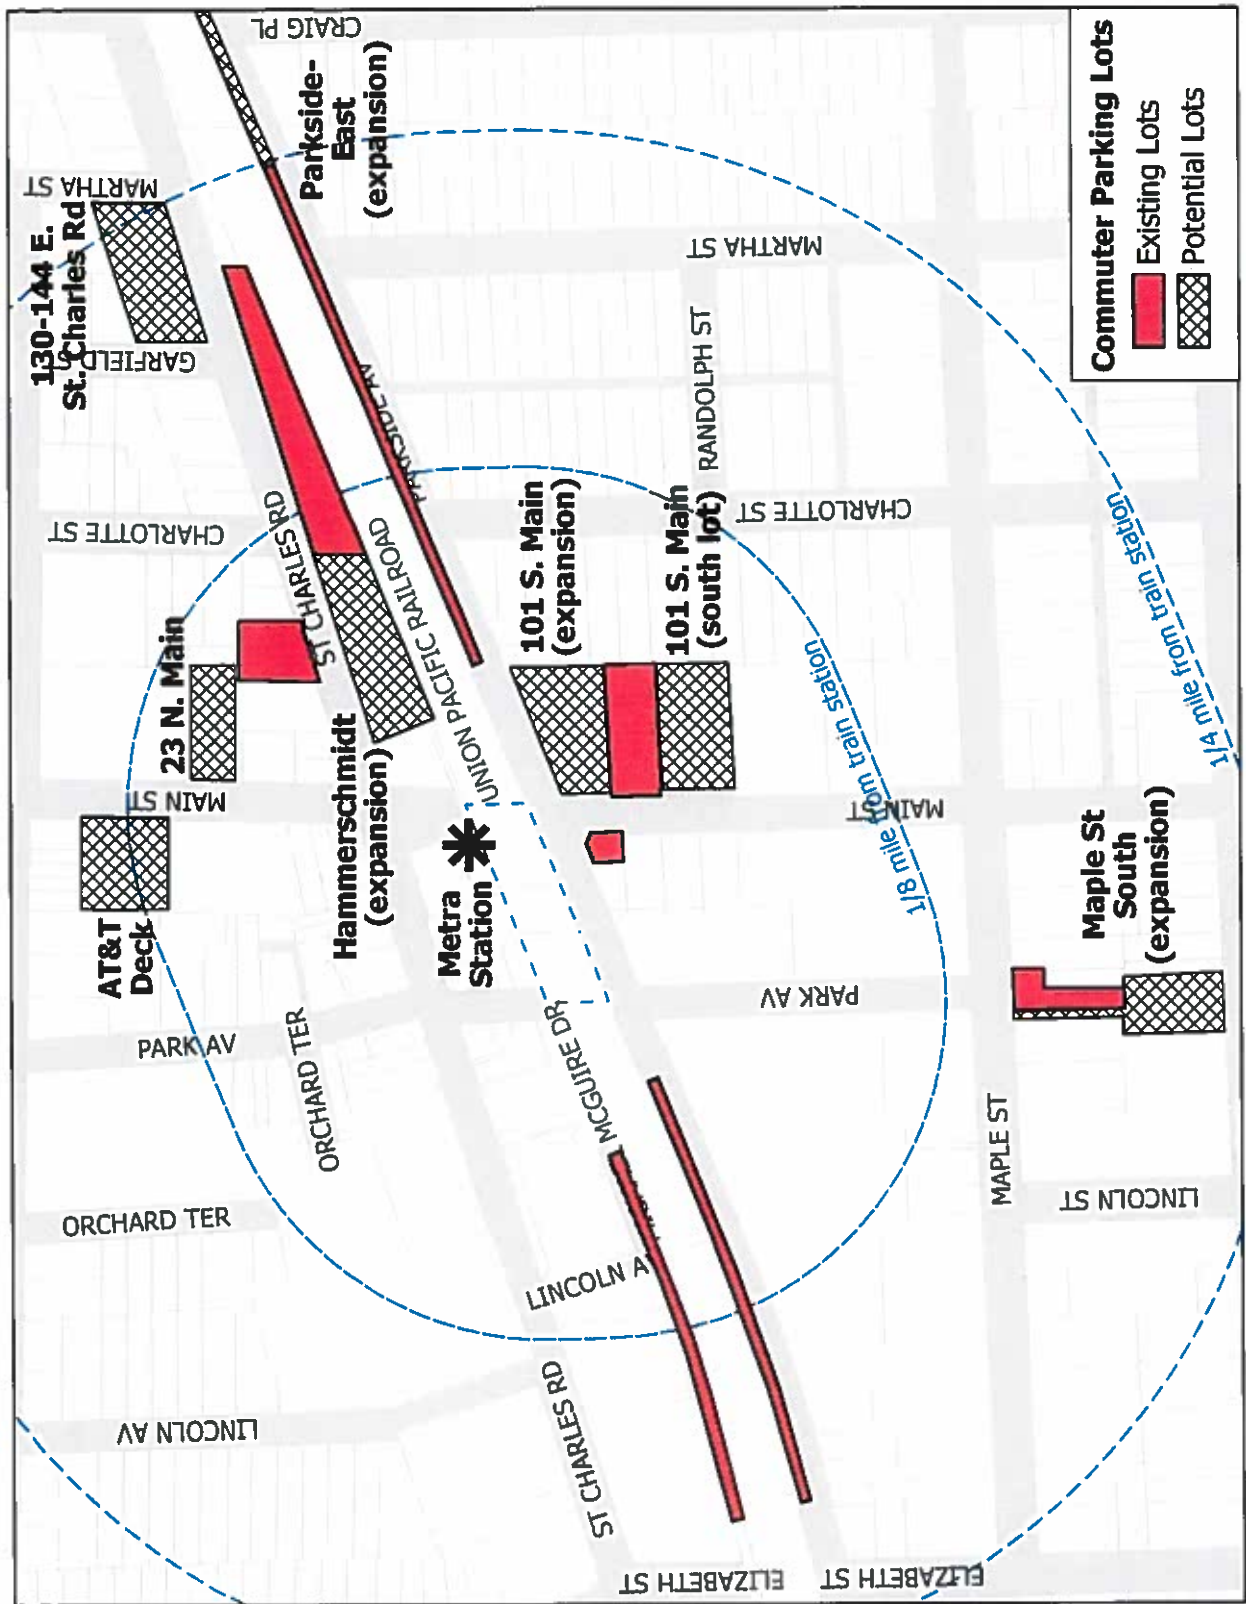 CRAIG PL
Parkside-
East
(expansion)
MARTHA ST
130-144 E.
St. Charles Rd
GARFIELD ST
MARTHA ST
Commuter Parking Lots
Existing Lots
Potential Lots
PARKSIDE AV
RANDOLPH ST
CHARLOTTE ST
ST CHARLES RD
UNION PACIFIC RAILROAD
101 S. Main
(expansion)
101 S. Main
(south lot)
CHARLOTTE ST
23 N. Main
Hammerschmidt
(expansion)
1/8 mile from train station
1/4 mile from train station
MAIN ST
MAIN ST
AT&T
Deck
Metra
Station
Maple St
South
(expansion)
PARK AV
ORCHARD TER
MCGUIRE DR
PARK AV
ORCHARD TER
LINCOLN A
MAPLE ST
LINCOLN ST
LINCOLN AV
ST CHARLES RD
ELIZABETH ST
ELIZABETH ST